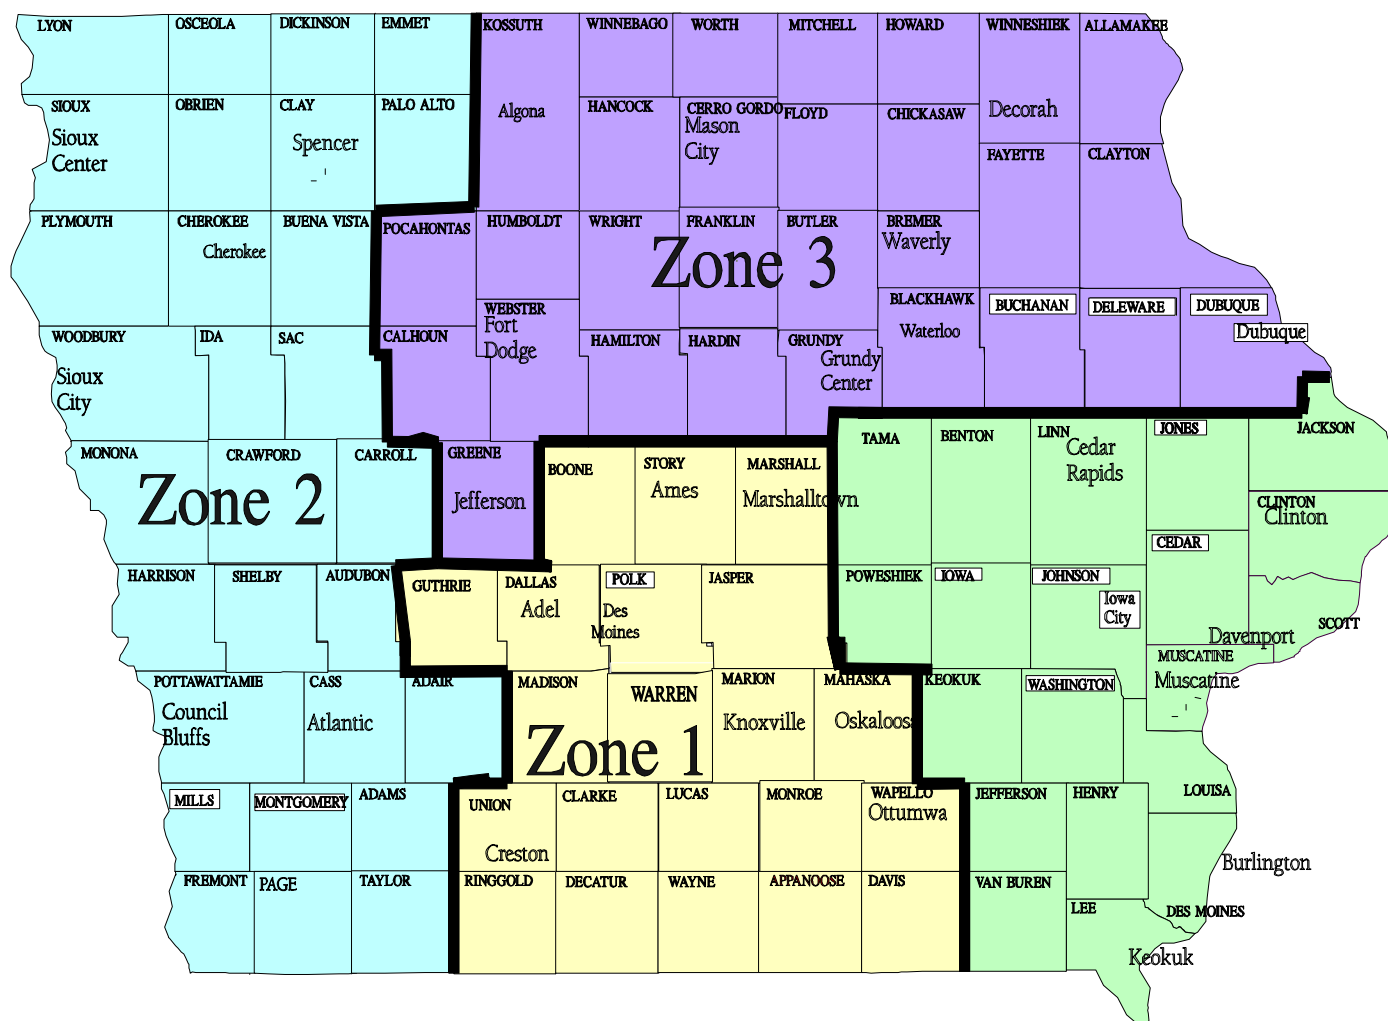 LYON
OSCEOLA
DICKINSON
EMMET
KOSSUTH
WINNEBAGO
WORTH
MITCHELL
HOWARD
WINNESHIEK
ALLAMAKEE
SIOUX
OBRIEN
CLAY
PALO ALTO
Algona
HANCOCK
CERRO GORDO
FLOYD
CHICKASAW
Decorah
Sioux
Center
Spencer
Mason
City
FAYETTE
CLAYTON
PLYMOUTH
CHEROKEE
BUENA VISTA
POCAHONTAS
HUMBOLDT
WRIGHT
FRANKLIN
BUTLER
BREMER
Cherokee
Zone 3
Waverly
WOODBURY
IDA
SAC
CALHOUN
WEBSTER
Fort
Dodge
HAMILTON
HARDIN
GRUNDY
Grundy
Center
BLACKHAWK
Waterloo
BUCHANAN
DELEWARE
DUBUQUE
Dubuque
Sioux
City
MONONA
CRAWFORD
CARROLL
GREENE
BOONE
STORY
MARSHALL
TAMA
BENTON
LINN
Cedar
Rapids
JONES
JACKSON
Zone 2
Jefferson
Ames
Marshalltown
CLINTON
Clinton
CEDAR
HARRISON
SHELBY
AUDUBON
GUTHRIE
DALLAS
Adel
POLK
Des
Moines
JASPER
POWESHIEK
IOWA
JOHNSON
Iowa
City
SCOTT
Davenport
MUSCATINE
Muscatine
POTTAWATTAMIE
Council
Bluffs
CASS
Atlantic
ADAIR
MADISON
WARREN
MARION
Knoxville
MAHASKA
Oskaloosa
KEOKUK
WASHINGTON
Zone 1
MILLS
MONTGOMERY
ADAMS
UNION
Creston
CLARKE
LUCAS
MONROE
WAPELLO
Ottumwa
JEFFERSON
HENRY
LOUISA
Burlington
FREMONT
PAGE
TAYLOR
RINGGOLD
DECATUR
WAYNE
APPANOOSE
DAVIS
VAN BUREN
LEE
DES MOINES
Keokuk